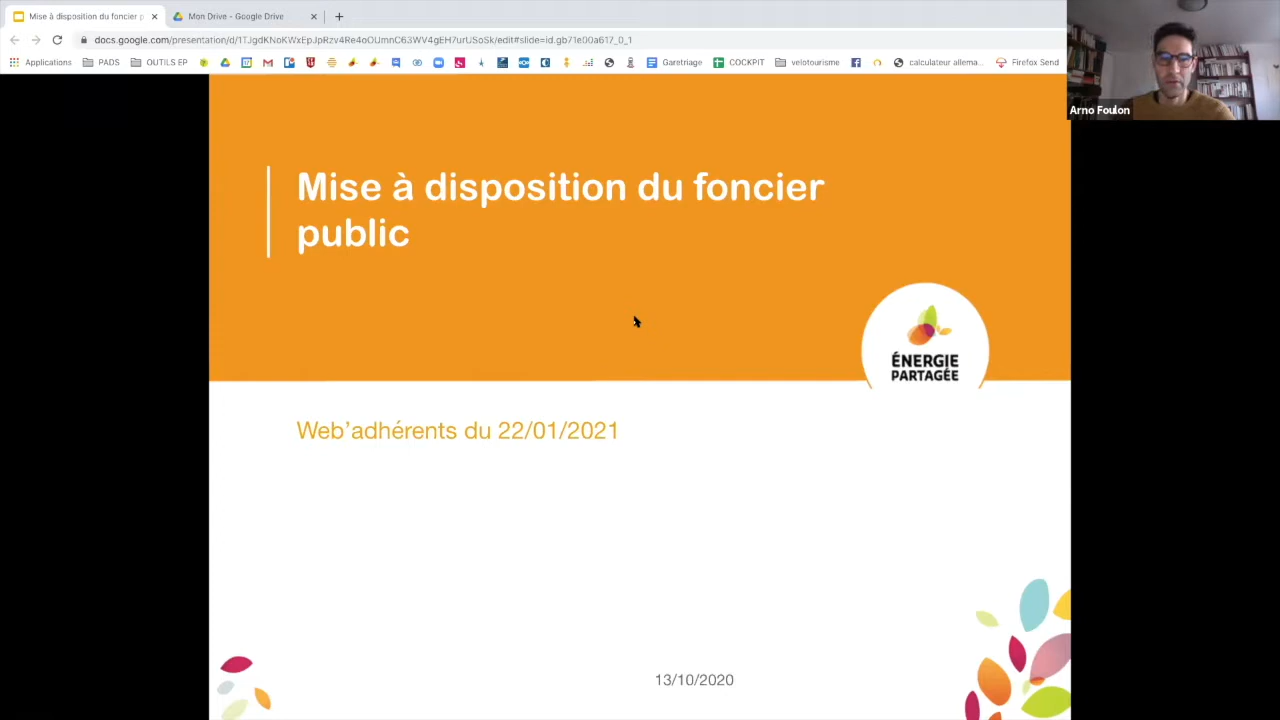 Mise à disposition du foncier p
Mon Drive - Google Drive
docs.google.com/presentation/d/1TJgdKNoKWxEpJpRzv4Re4oOUmnC63WV4gEH7urUSoSk/edit#slide=id.gb71e00a617_0_1
Applications PADS OUTILS EP Garetriage COCKPIT velotourisme calculateur allema... Firefox Send
Arno Foulon
Mise à disposition du foncier
public
ÉNERGIE
PARTAGÉE
Web'adhérents du 22/01/2021
13/10/2020